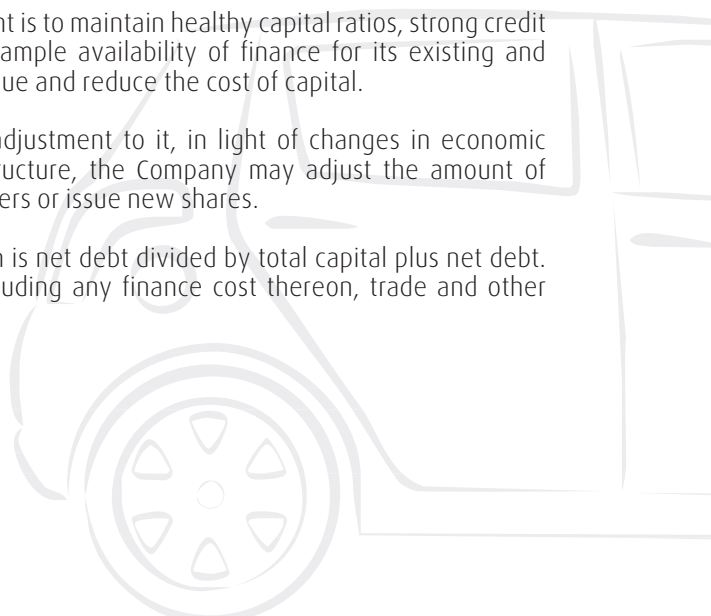 nt is to maintain healthy capital ratios, strong credit
ample availability of finance for its existing and
ue and reduce the cost of capital.
adjustment to it, in light of changes in economic
ructure, the Company may adjust the amount of
ers or issue new shares.
n is net debt divided by total capital plus net debt.
luding any finance cost thereon, trade and other